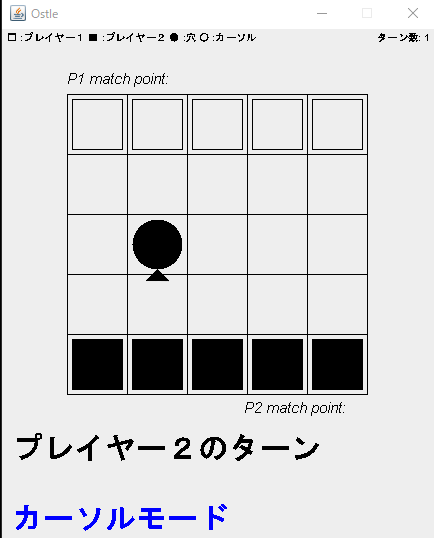 Ostle
□ :プレイヤー１ ■ :プレイヤー２ ● :穴 ○ :カーソル ターン数: 1
P1 match point:
P2 match point:
プレイヤー２のターン
カーソルモード